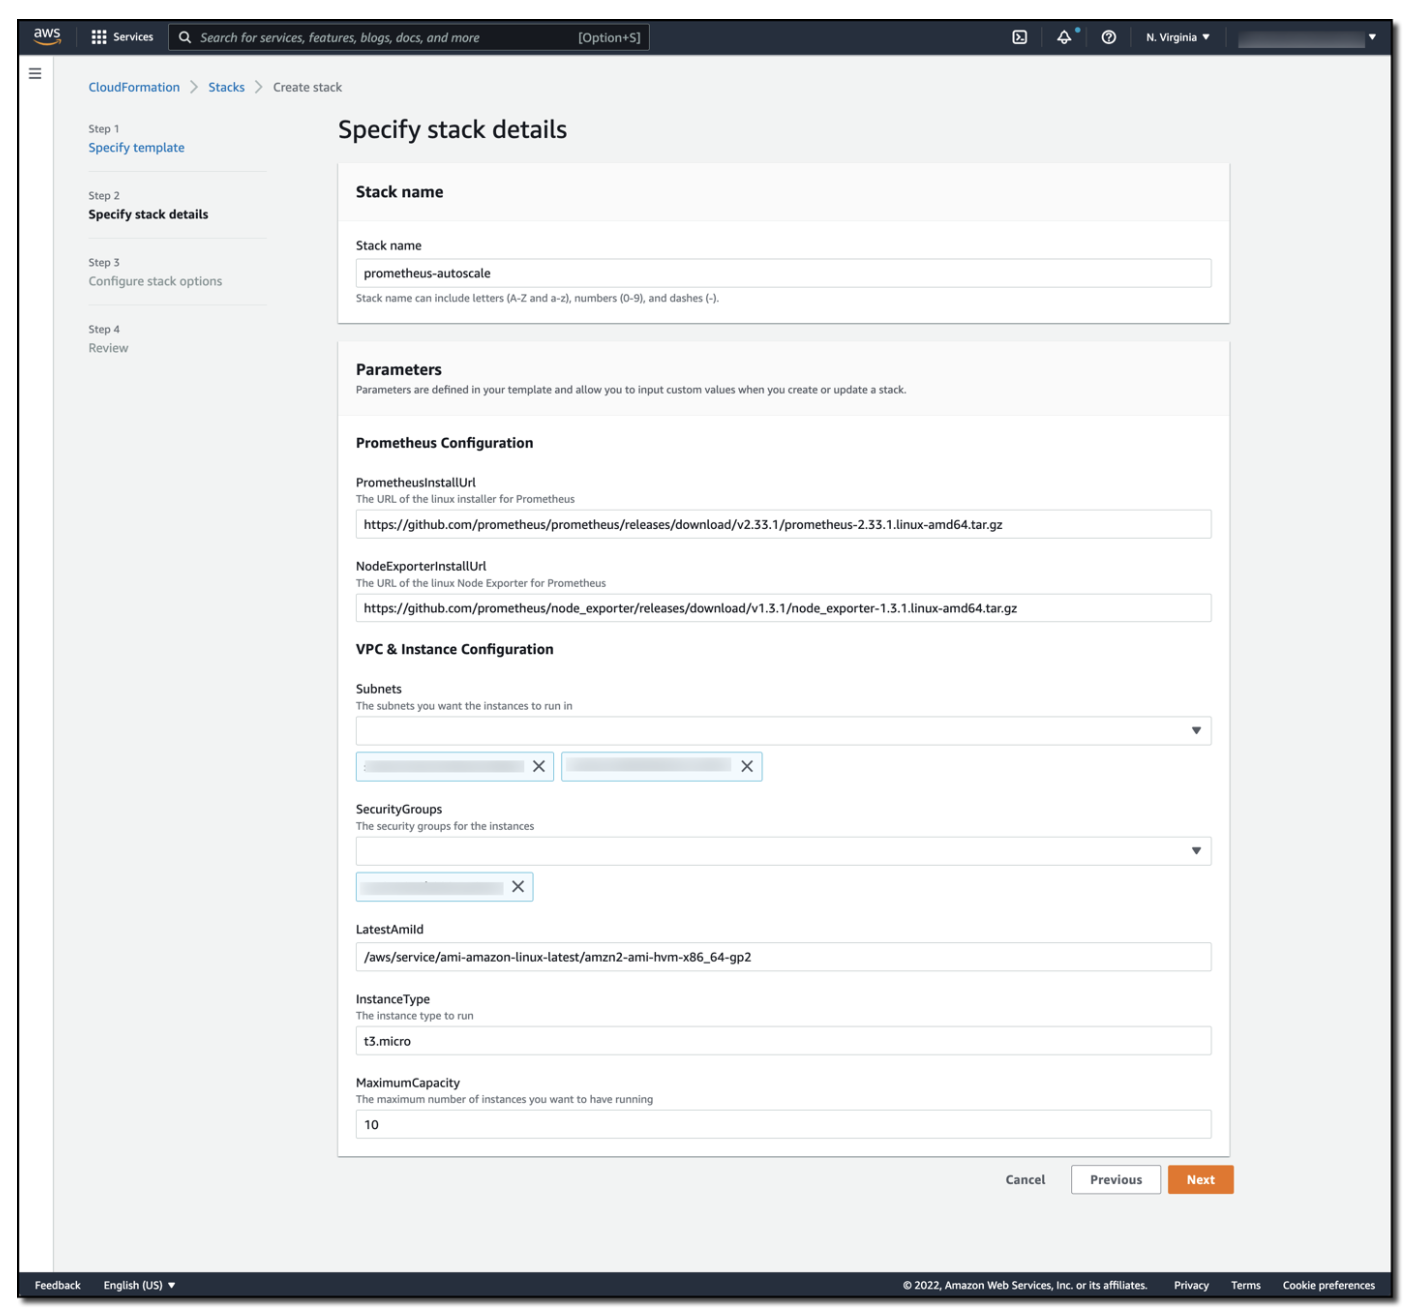 aws
Services
Search for services, features, blogs, docs, and more
[Option+S]
N. Virginia
CloudFormation
Stacks
Create stack
Step 1
Specify template
Step 2
Specify stack details
Step 3
Configure stack options
Step 4
Review
Specify stack details
Stack name
Stack name
prometheus-autoscale
Stack name can include letters (A-Z and a-z), numbers (0-9), and dashes (-).
Parameters
Parameters are defined in your template and allow you to input custom values when you create or update a stack.
Prometheus Configuration
PrometheusInstallUrl
The URL of the linux installer for Prometheus
https://github.com/prometheus/prometheus/releases/download/v2.33.1/prometheus-2.33.1.linux-amd64.tar.gz
NodeExporterInstallUrl
The URL of the linux Node Exporter for Prometheus
https://github.com/prometheus/node_exporter/releases/download/v1.3.1/node_exporter-1.3.1.linux-amd64.tar.gz
VPC & Instance Configuration
Subnets
The subnets you want the instances to run in
SecurityGroups
The security groups for the instances
LatestAmiId
/aws/service/ami-amazon-linux-latest/amzn2-ami-hvm-x86_64-gp2
InstanceType
The instance type to run
t3.micro
MaximumCapacity
The maximum number of instances you want to have running
10
Cancel
Previous
Next
Feedback
English (US)
© 2022, Amazon Web Services, Inc. or its affiliates.
Privacy
Terms
Cookie preferences